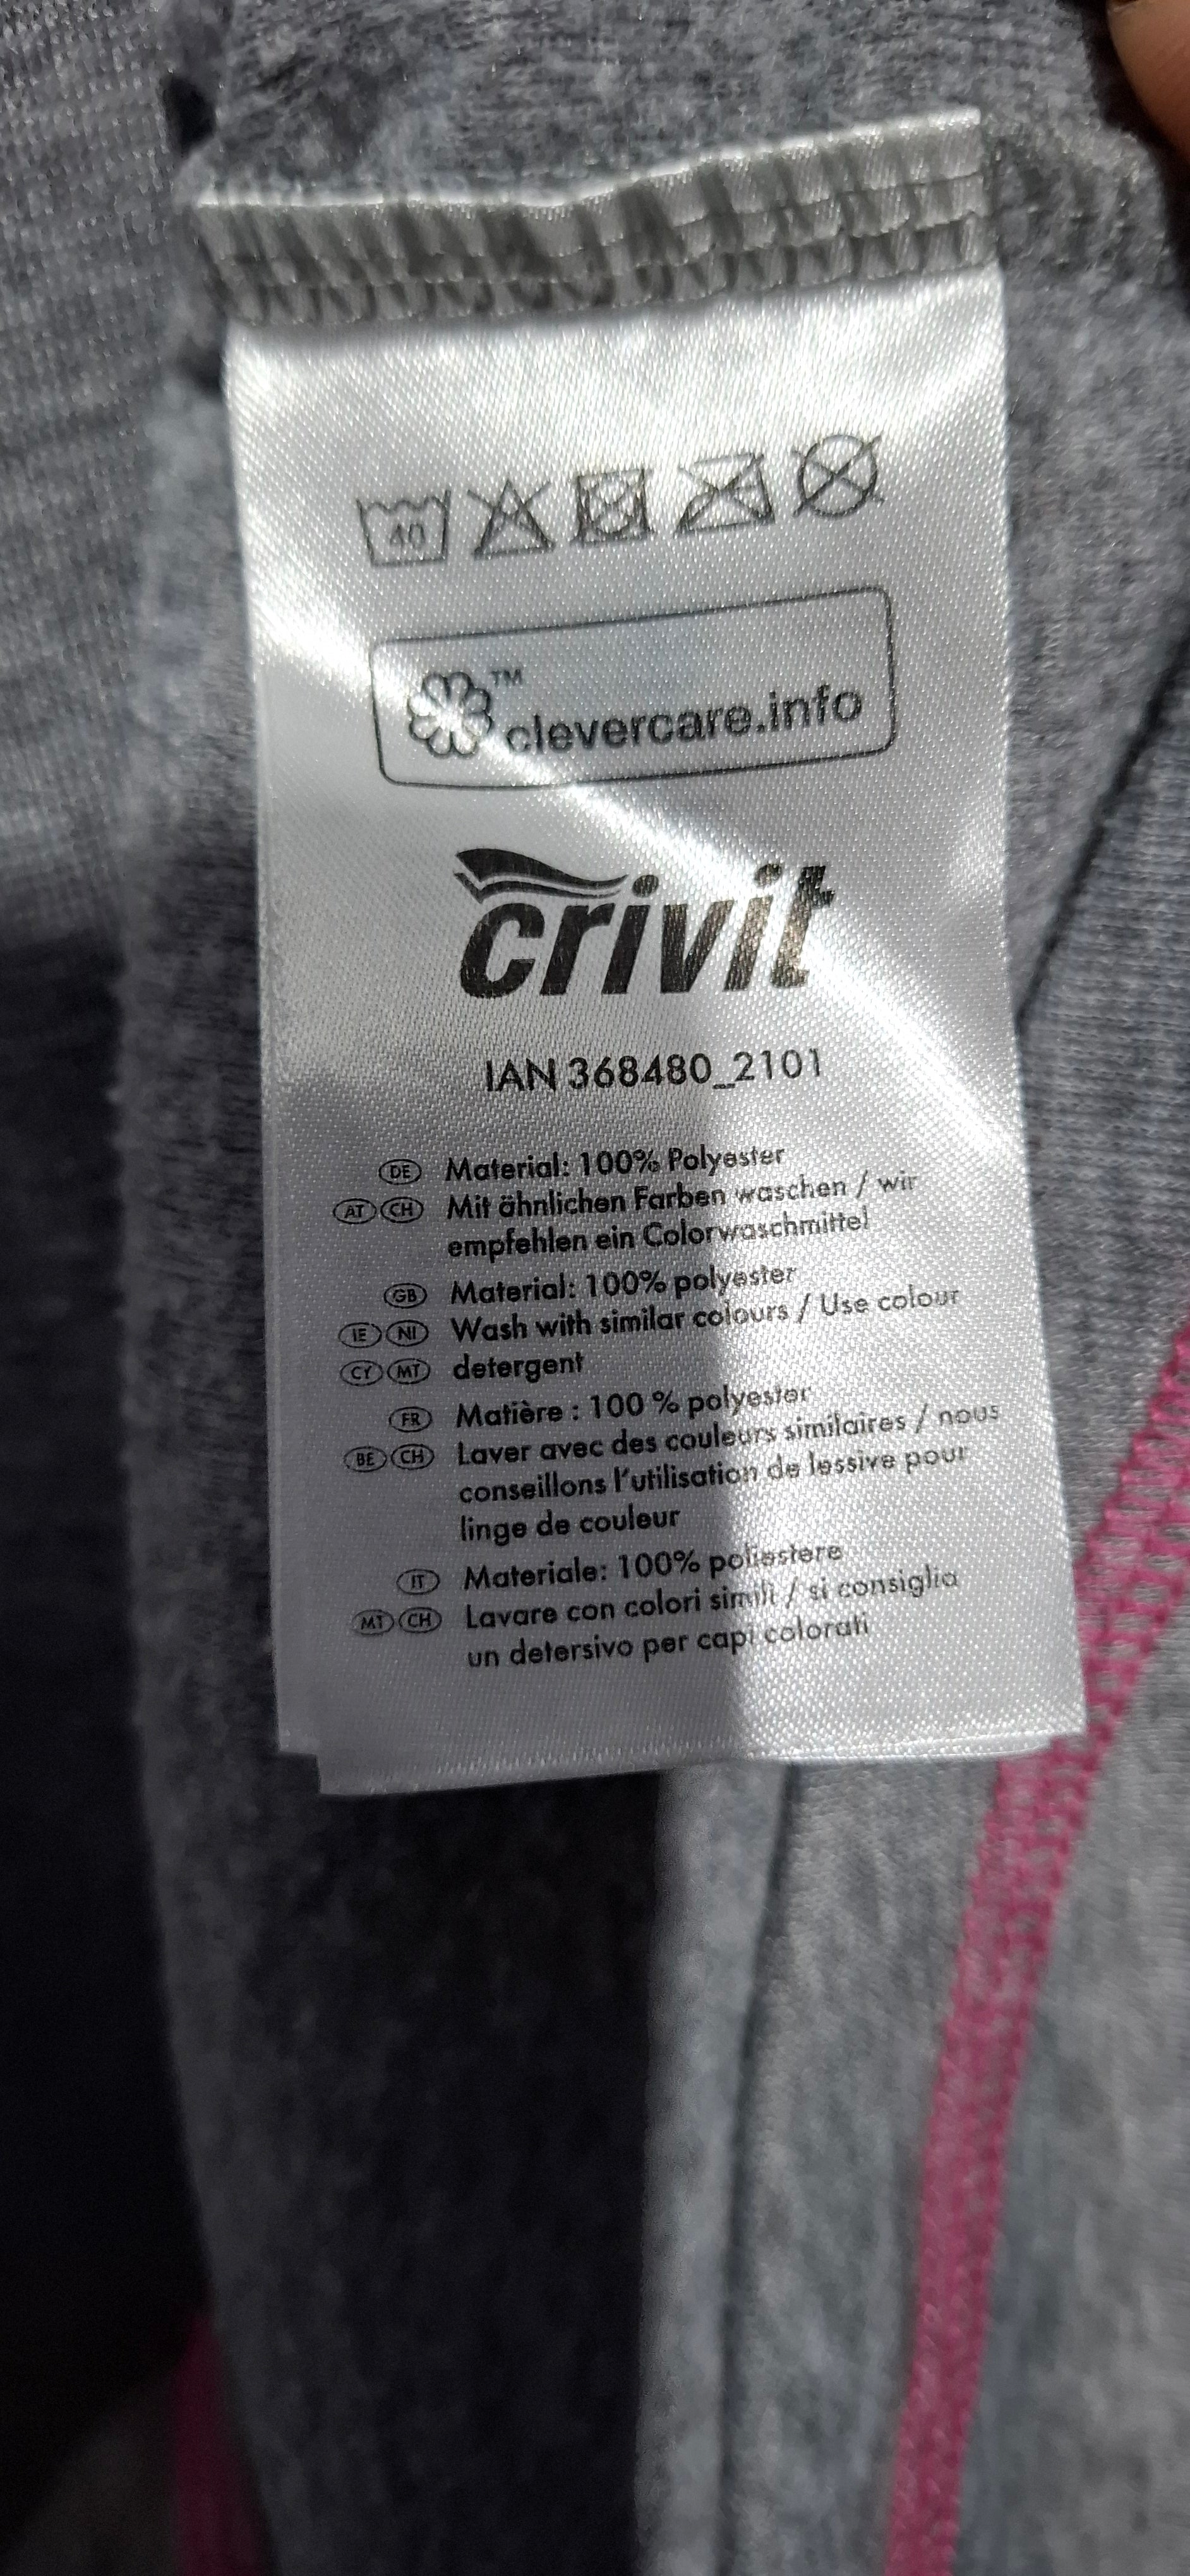 40
™
clevercare.info
crivit
IAN 368480_2101
DE Material: 100% Polyester
AT CH Mit ähnlichen Farben waschen / wir
empfehlen ein Colorwaschmittel
GB Material: 100% polyester
IE NI Wash with similar colours / Use colour
CY MT detergent
FR Matière : 100 % polyester
BE CH Laver avec des couleurs similaires / nous
conseillons l'utilisation de lessive pour
linge de couleur
IT Materiale: 100% poliestere
MT CH Lavare con colori simili / si consiglia
un detersivo per capi colorati